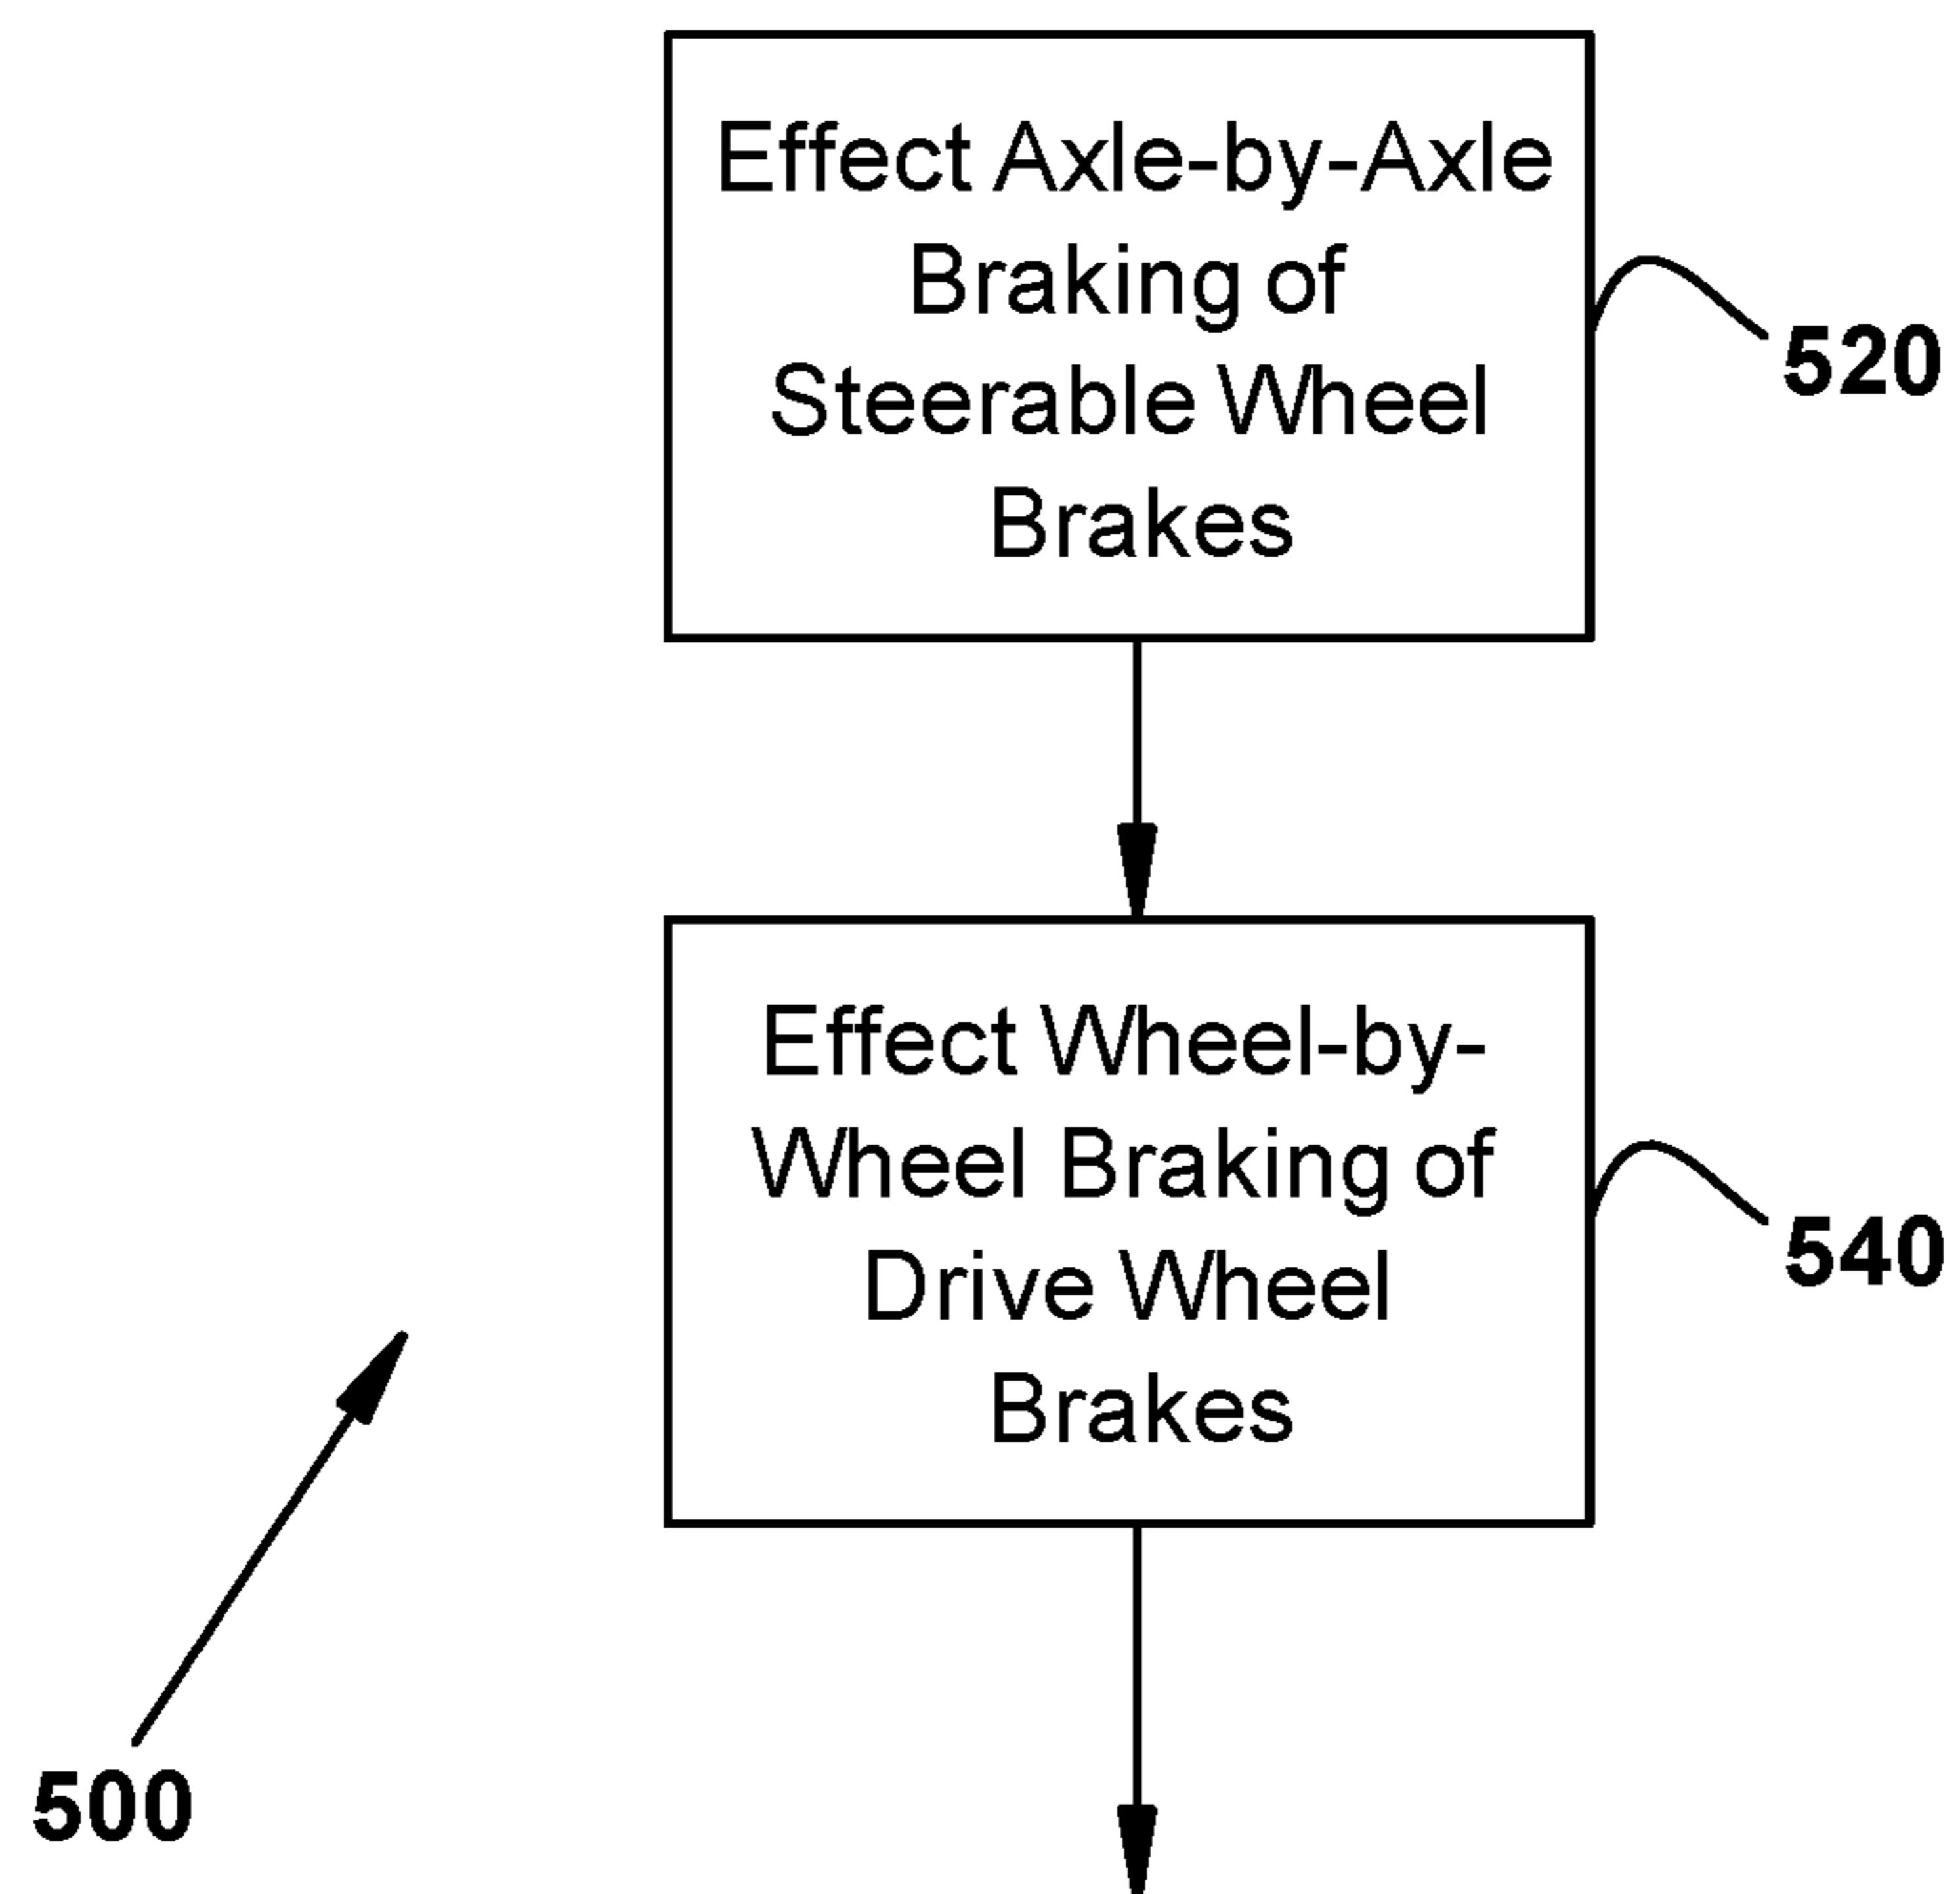 Effect Axle-by-Axle
Braking of
Steerable Wheel
Brakes
520
Effect Wheel-by-
Wheel Braking of
Drive Wheel
Brakes
540
500